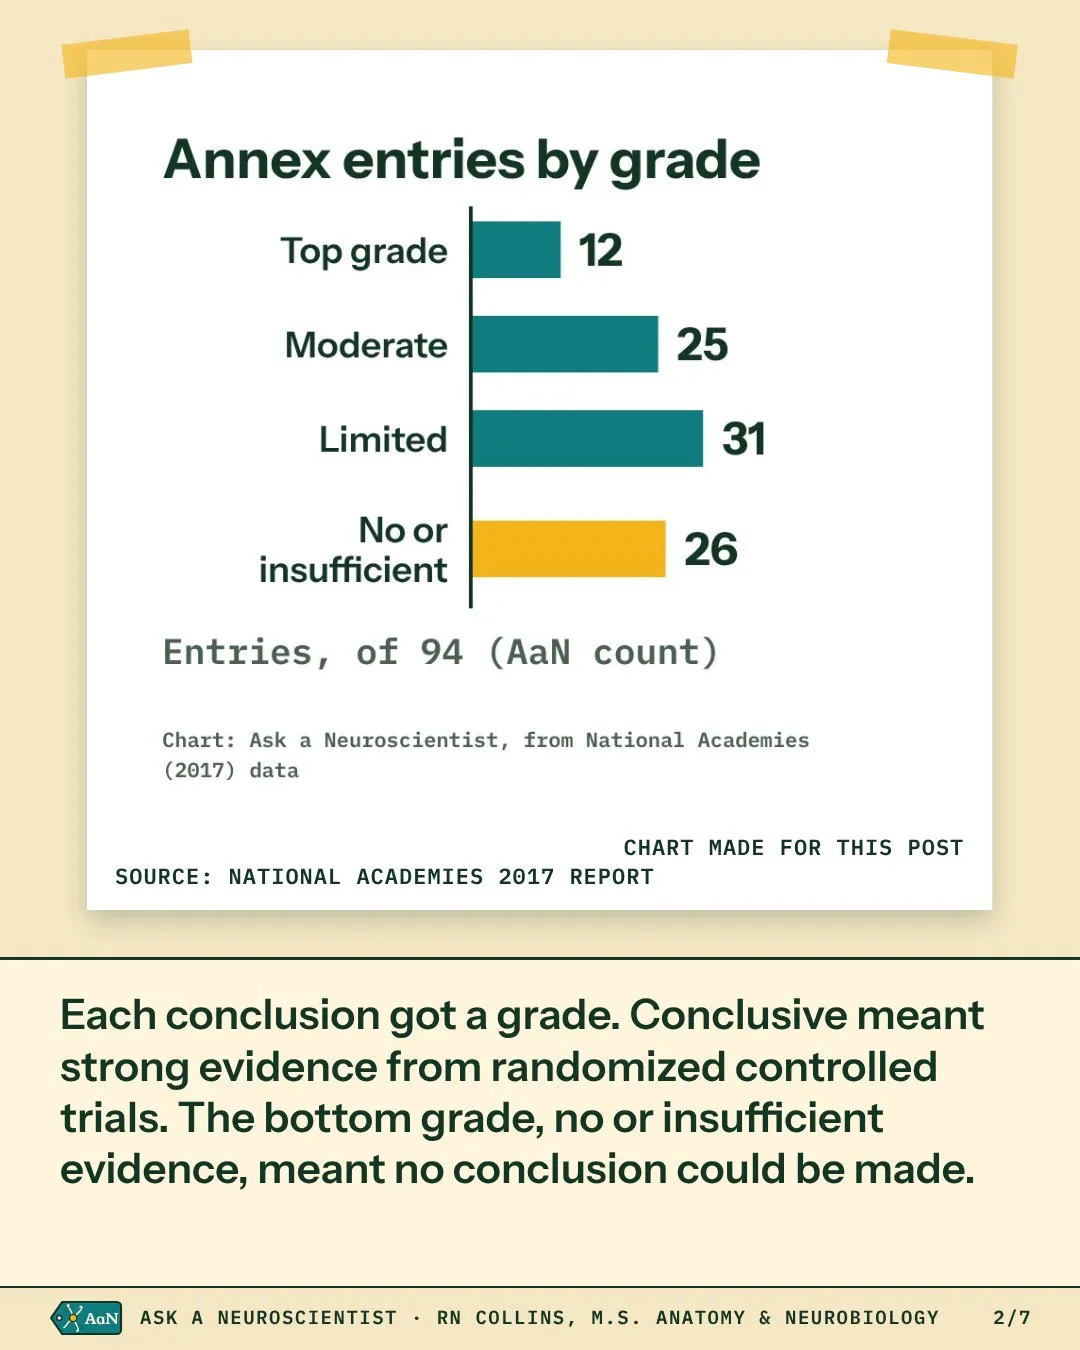 Annex entries by grade
Top grade 12
Moderate 25
Limited 31
No or
insufficient 26
Entries, of 94 (AaN count)
Chart: Ask a Neuroscientist, from National Academies
(2017) data
CHART MADE FOR THIS POST
SOURCE: NATIONAL ACADEMIES 2017 REPORT
Each conclusion got a grade. Conclusive meant
strong evidence from randomized controlled
trials. The bottom grade, no or insufficient
evidence, meant no conclusion could be made.
AaN ASK A NEUROSCIENTIST · RN COLLINS, M.S. ANATOMY & NEUROBIOLOGY 2/7